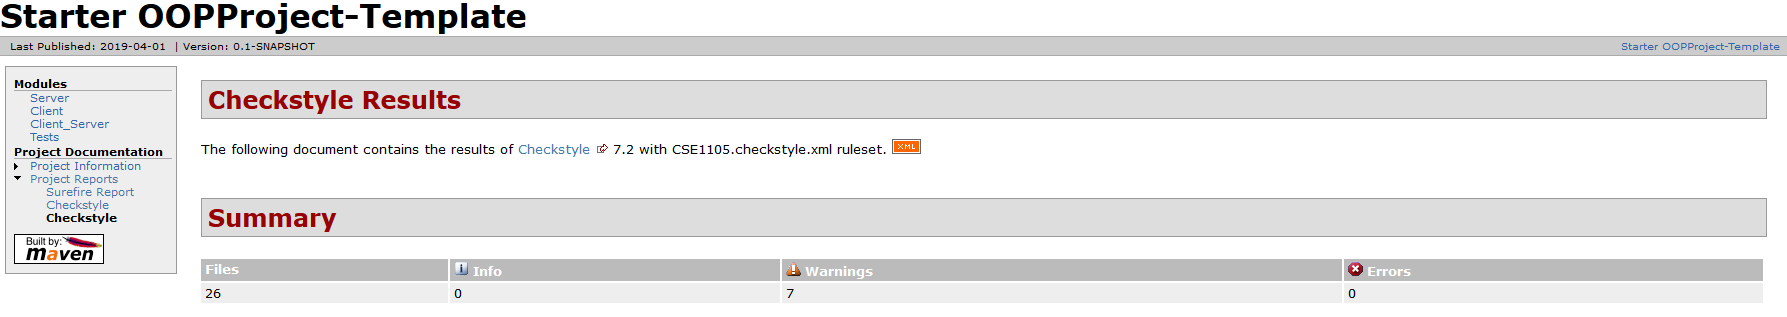 Starter OOPProject-Template
Last Published: 2019-04-01 | Version: 0.1-SNAPSHOT
Starter OOPProject-Template
Modules
Server
Client
Client_Server
Tests
Project Documentation
Project Information
Project Reports
Surefire Report
Checkstyle
Checkstyle
Built by:
maven
Checkstyle Results
The following document contains the results of Checkstyle 7.2 with CSE1105.checkstyle.xml ruleset. XML
Summary
Files Info Warnings Errors
26 0 7 0